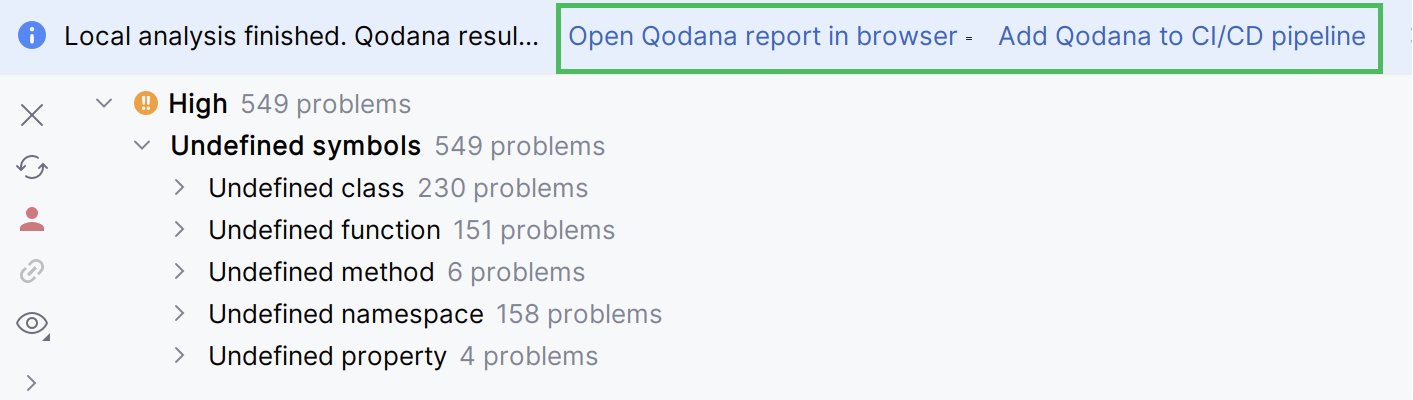 Local analysis finished. Qodana resul... Open Qodana report in browser - Add Qodana to CI/CD pipeline
High 549 problems
Undefined symbols 549 problems
Undefined class 230 problems
Undefined function 151 problems
Undefined method 6 problems
Undefined namespace 158 problems
Undefined property 4 problems